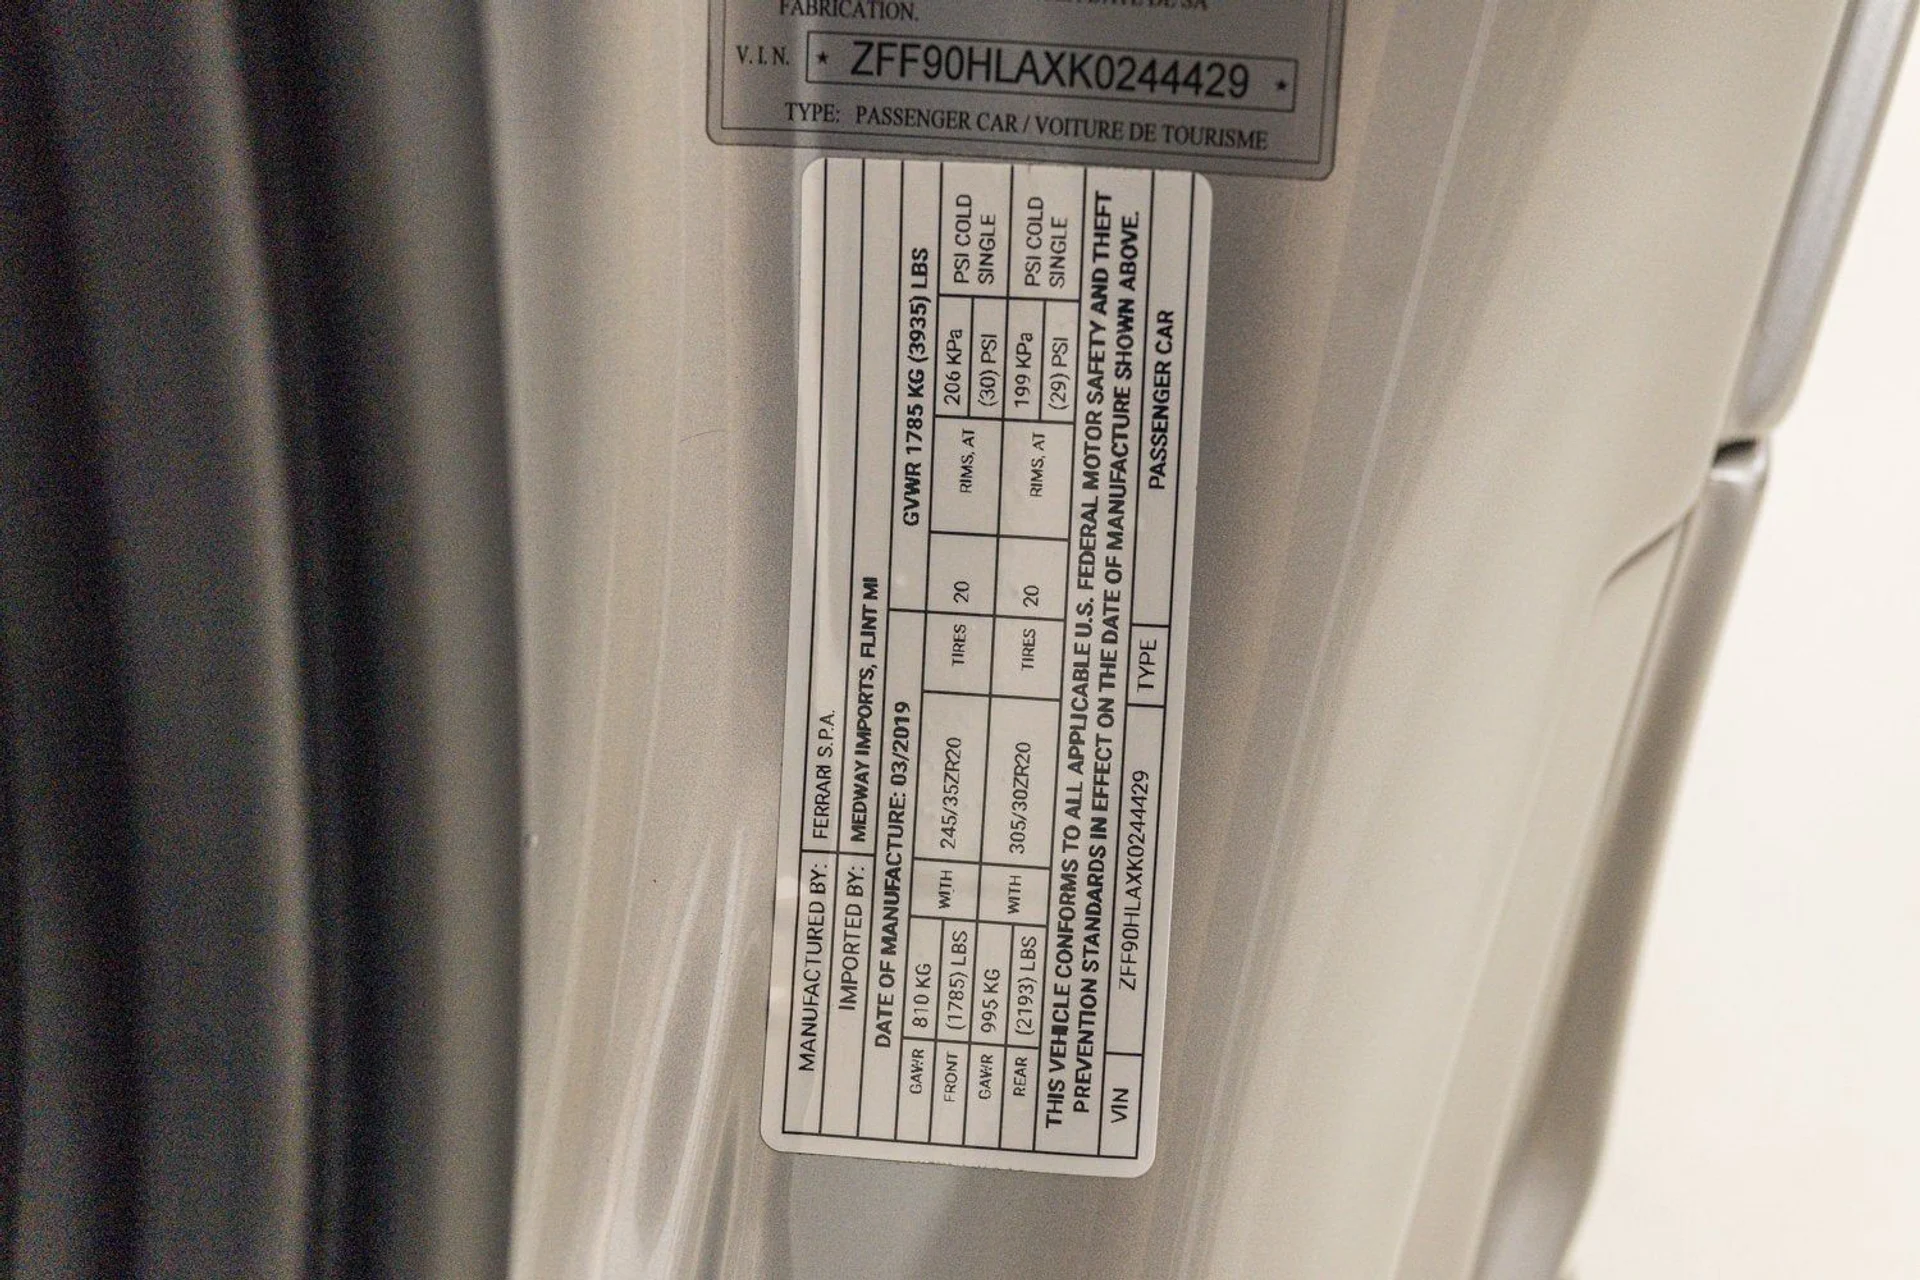 FABRICATION.
V.I.N. * ZFF90HLAXK0244429 *
TYPE: PASSENGER CAR / VOITURE DE TOURISME
MANUFACTURED BY: FERRARI S.P.A.
IMPORTED BY: MEDWAY IMPORTS, FLINT MI
DATE OF MANUFACTURE: 03/2019 GVWR 1785 KG (3935) LBS
GAWR 810 KG WITH 245/35ZR20 TIRES 20 RIMS, AT 206 KPa PSI COLD
FRONT (1785) LBS (30) PSI SINGLE
GAWR 995 KG WITH 305/30ZR20 TIRES 20 RIMS, AT 199 KPa PSI COLD
REAR (2193) LBS (29) PSI SINGLE
THIS VEHICLE CONFORMS TO ALL APPLICABLE U.S. FEDERAL MOTOR SAFETY AND THEFT
PREVENTION STANDARDS IN EFFECT ON THE DATE OF MANUFACTURE SHOWN ABOVE.
VIN ZFF90HLAXK0244429 TYPE PASSENGER CAR